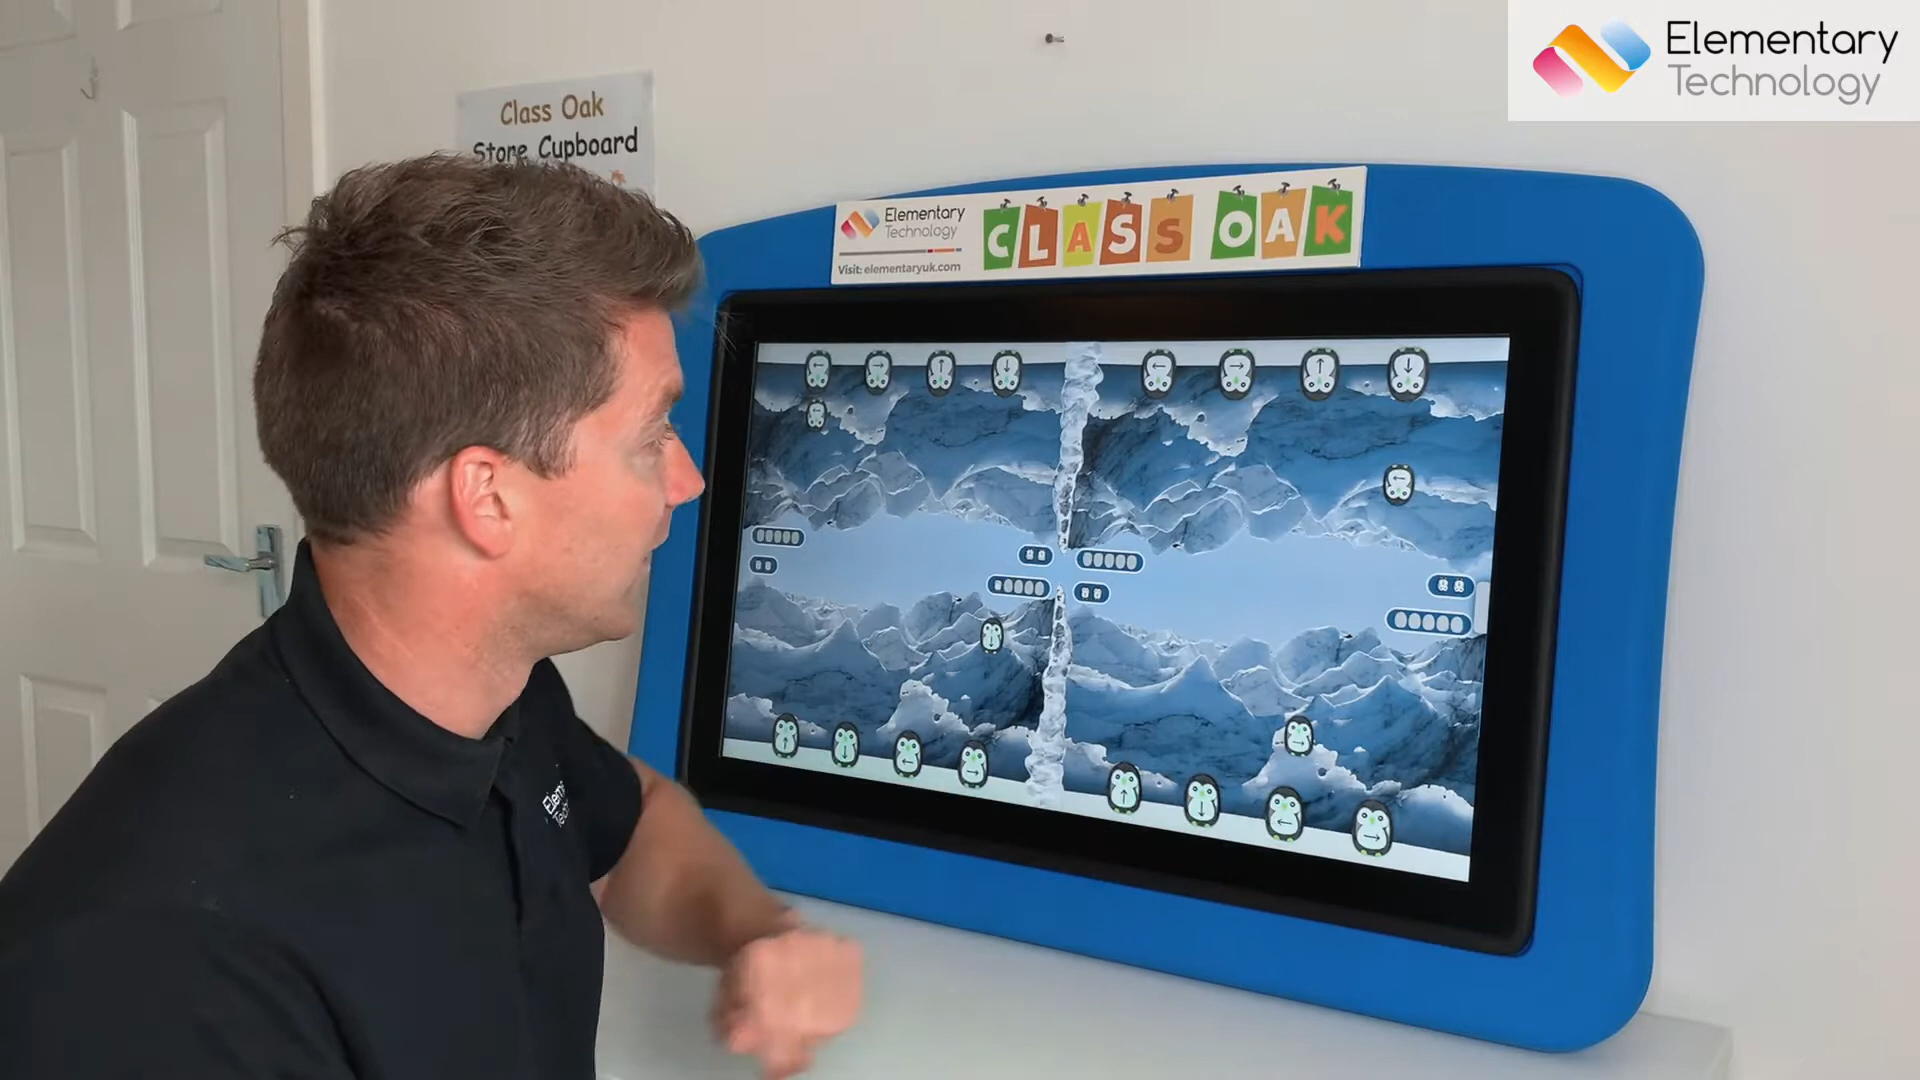 Elementary
Technology
Class Oak
Store Cupboard
Elementary
Technology
Visit: elementaryuk.com
CLASS OAK